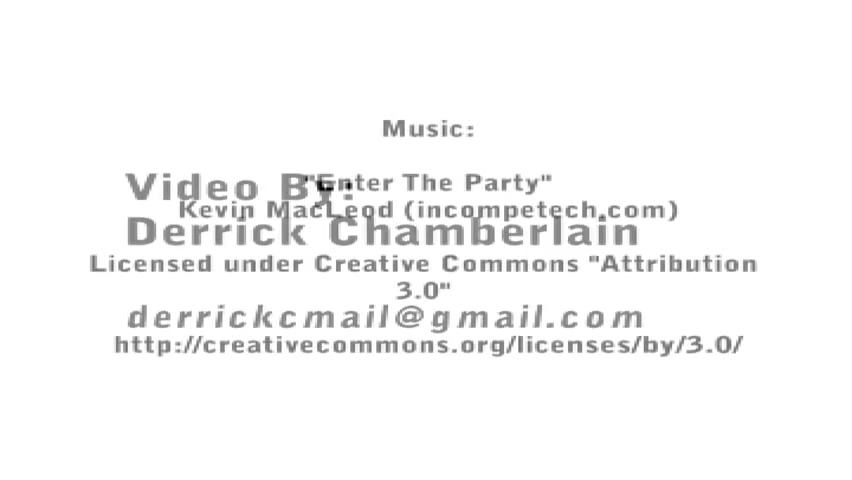 Music:
Video By:
"Enter The Party"
Kevin MacLeod (incompetech.com)
Derrick Chamberlain
Licensed under Creative Commons "Attribution
3.0"
derrickcmail@gmail.com
http://creativecommons.org/licenses/by/3.0/